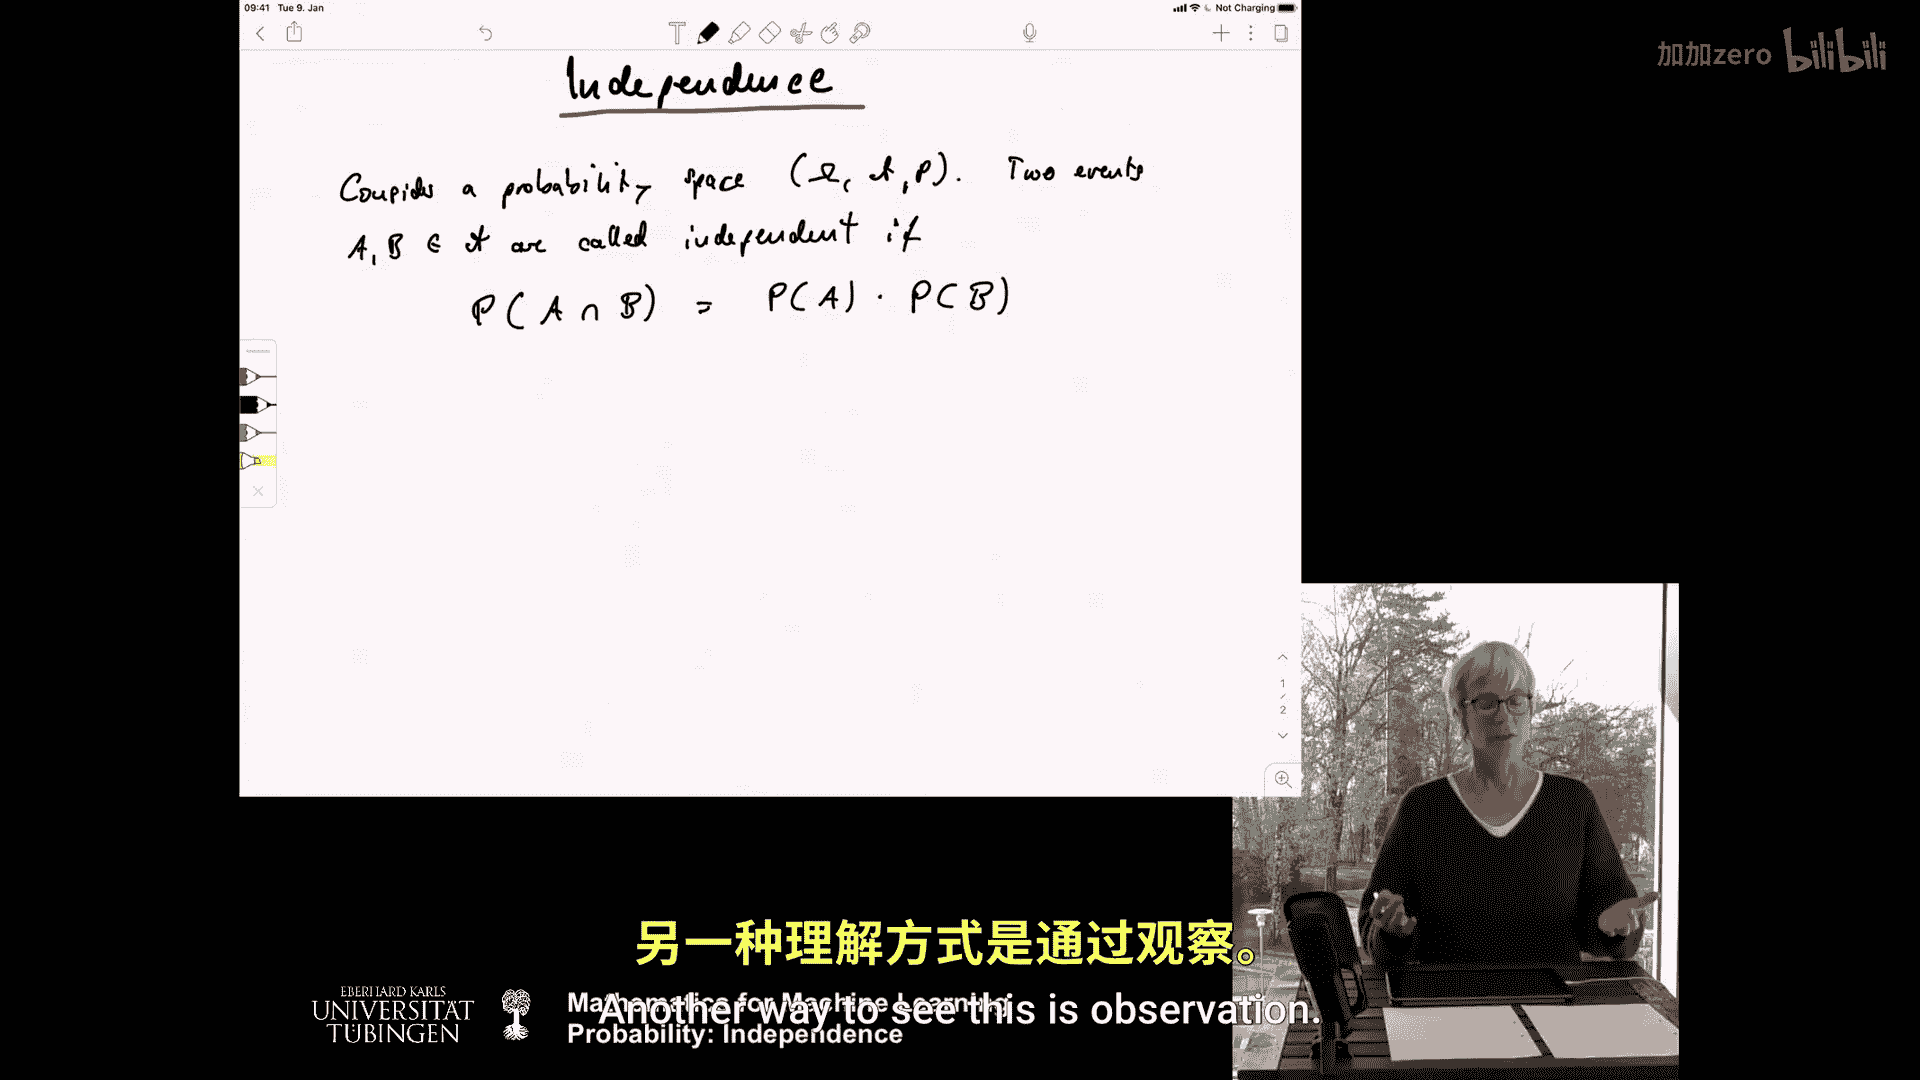 09:41 Tue 9. Jan
Not Charging
加加zero bilibili
Independence
Consider a probability space (Ω, A, P). Two events
A, B ∈ A are called independent if
P(A ∩ B) = P(A) · P(B)
1
/
2
另一种理解方式是通过观察。
Another way to see this is observation.
EBERHARD KARLS
UNIVERSITÄT
TÜBINGEN
Mathematics for Machine Learning
Probability: Independence